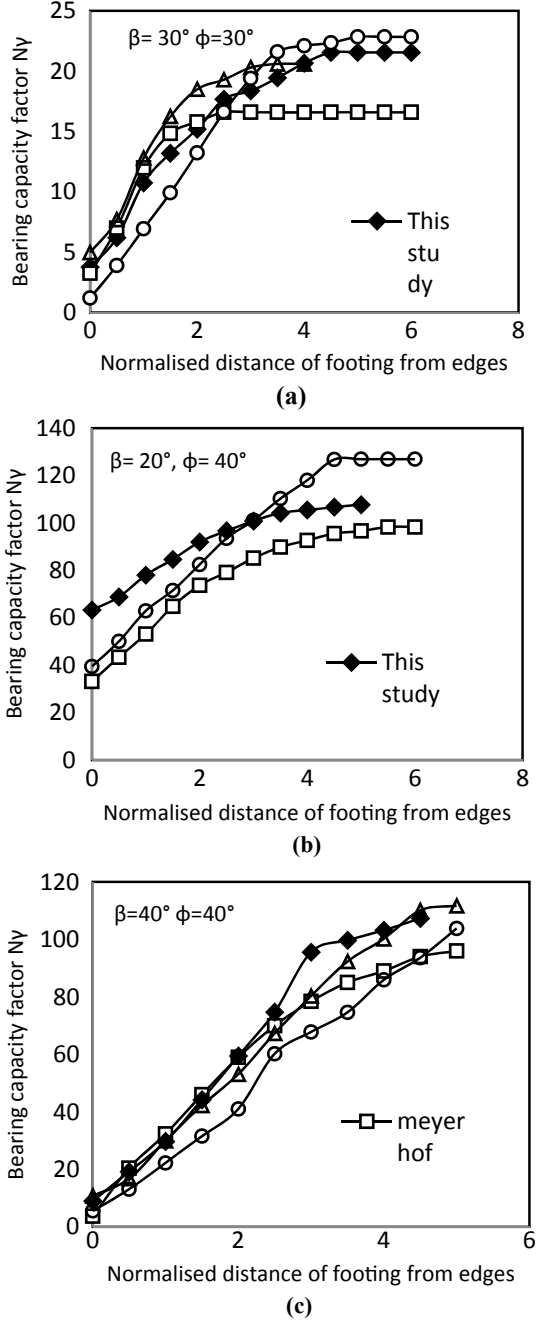 25
20
15
10
5
0
0 2 4 6 8
Bearing capacity factor Nγ
β= 30° ϕ=30°
This
stu
dy
Normalised distance of footing from edges
(a)
140
120
100
80
60
40
20
0
0 2 4 6 8
Bearing capacity factor Nγ
β= 20°, ϕ= 40°
This
study
Normalised distance of footing from edges
(b)
120
100
80
60
40
20
0
0 2 4 6
Bearing capacity factor Nγ
β=40° ϕ=40°
meyer
hof
Normalised distance of footing from edges
(c)